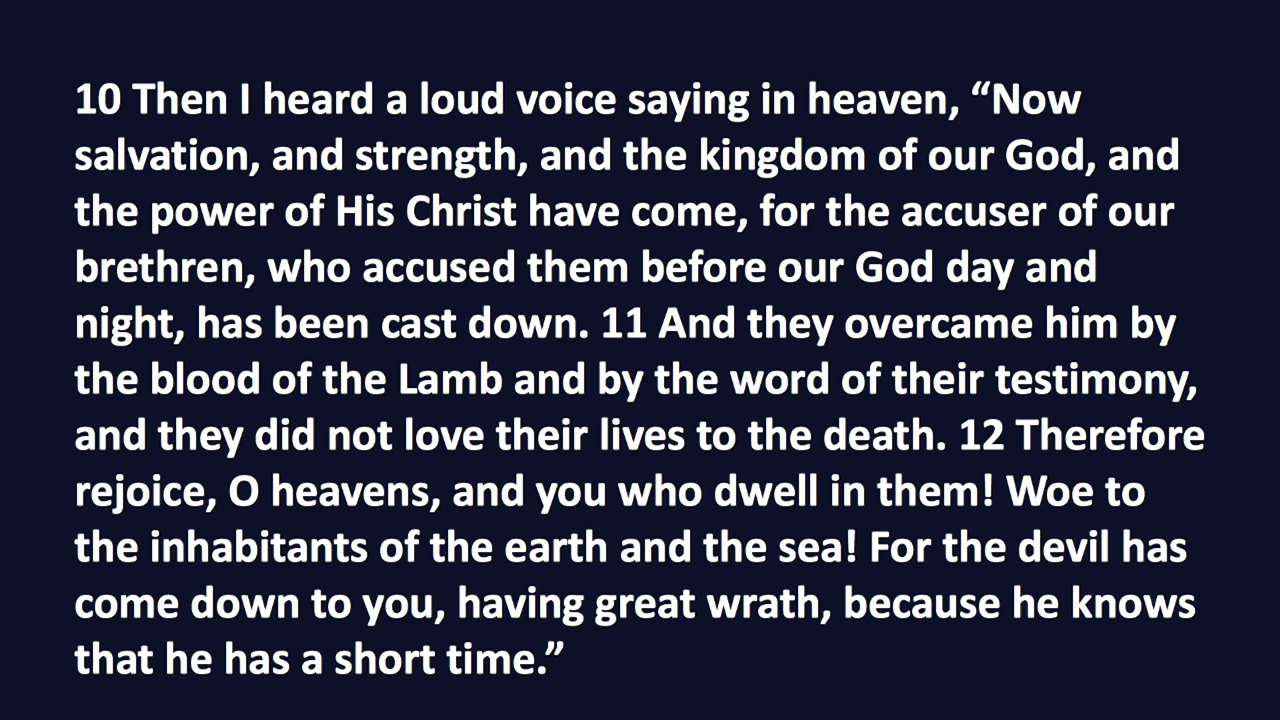 10 Then I heard a loud voice saying in heaven, “Now
salvation, and strength, and the kingdom of our God, and
the power of His Christ have come, for the accuser of our
brethren, who accused them before our God day and
night, has been cast down. 11 And they overcame him by
the blood of the Lamb and by the word of their testimony,
and they did not love their lives to the death. 12 Therefore
rejoice, O heavens, and you who dwell in them! Woe to
the inhabitants of the earth and the sea! For the devil has
come down to you, having great wrath, because he knows
that he has a short time.”